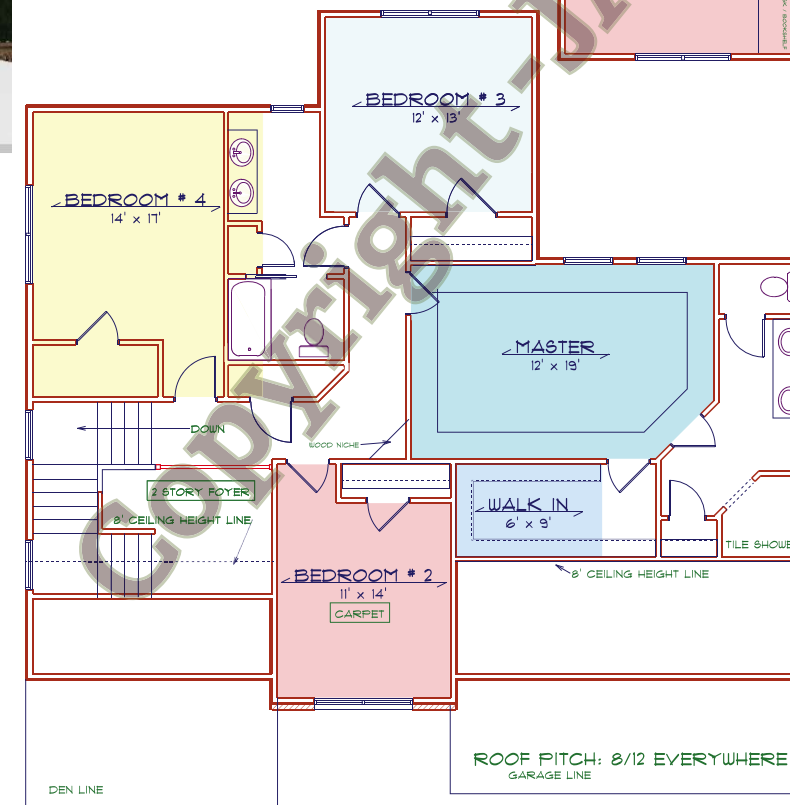 BEDROOM # 3
12' x 13'
BEDROOM # 4
14' x 17'
MASTER
12' x 19'
DOWN
WOOD NICHE
2 STORY FOYER
8' CEILING HEIGHT LINE
WALK IN
6' x 9'
TILE SHOWE
BEDROOM # 2
11' x 14'
CARPET
8' CEILING HEIGHT LINE
ROOF PITCH: 8/12 EVERYWHERE
GARAGE LINE
DEN LINE
Copyright - JA